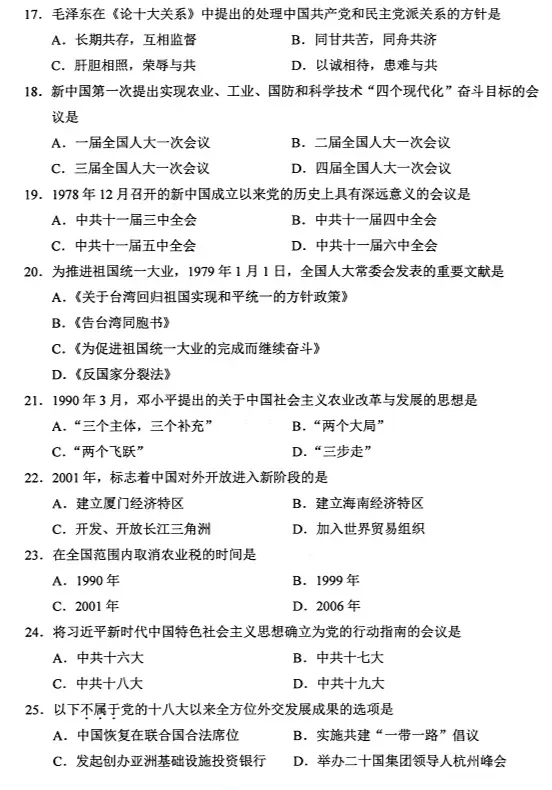 17．毛泽东在《论十大关系》中提出的处理中国共产党和民主党派关系的方针是
A．长期共存，互相监督 B．同甘共苦，同舟共济
C．肝胆相照，荣辱与共 D．以诚相待，患难与共
18．新中国第一次提出实现农业、工业、国防和科学技术“四个现代化”奋斗目标的会
议是
A．一届全国人大一次会议 B．二届全国人大一次会议
C．三届全国人大一次会议 D．四届全国人大一次会议
19．1978 年 12 月召开的新中国成立以来党的历史上具有深远意义的会议是
A．中共十一届三中全会 B．中共十一届四中全会
C．中共十一届五中全会 D．中共十一届六中全会
20．为推进祖国统一大业，1979 年 1 月 1 日，全国人大常委会发表的重要文献是
A．《关于台湾回归祖国实现和平统一的方针政策》
B．《告台湾同胞书》
C．《为促进祖国统一大业的完成而继续奋斗》
D．《反国家分裂法》
21．1990 年 3 月，邓小平提出的关于中国社会主义农业改革与发展的思想是
A．“三个主体，三个补充” B．“两个大局”
C．“两个飞跃” D．“三步走”
22．2001 年，标志着中国对外开放进入新阶段的是
A．建立厦门经济特区 B．建立海南经济特区
C．开发、开放长江三角洲 D．加入世界贸易组织
23．在全国范围内取消农业税的时间是
A．1990 年 B．1999 年
C．2001 年 D．2006 年
24．将习近平新时代中国特色社会主义思想确立为党的行动指南的会议是
A．中共十六大 B．中共十七大
C．中共十八大 D．中共十九大
25．以下不属于党的十八大以来全方位外交发展成果的选项是
A．中国恢复在联合国合法席位 B．实施共建“一带一路”倡议
C．发起创办亚洲基础设施投资银行 D．举办二十国集团领导人杭州峰会